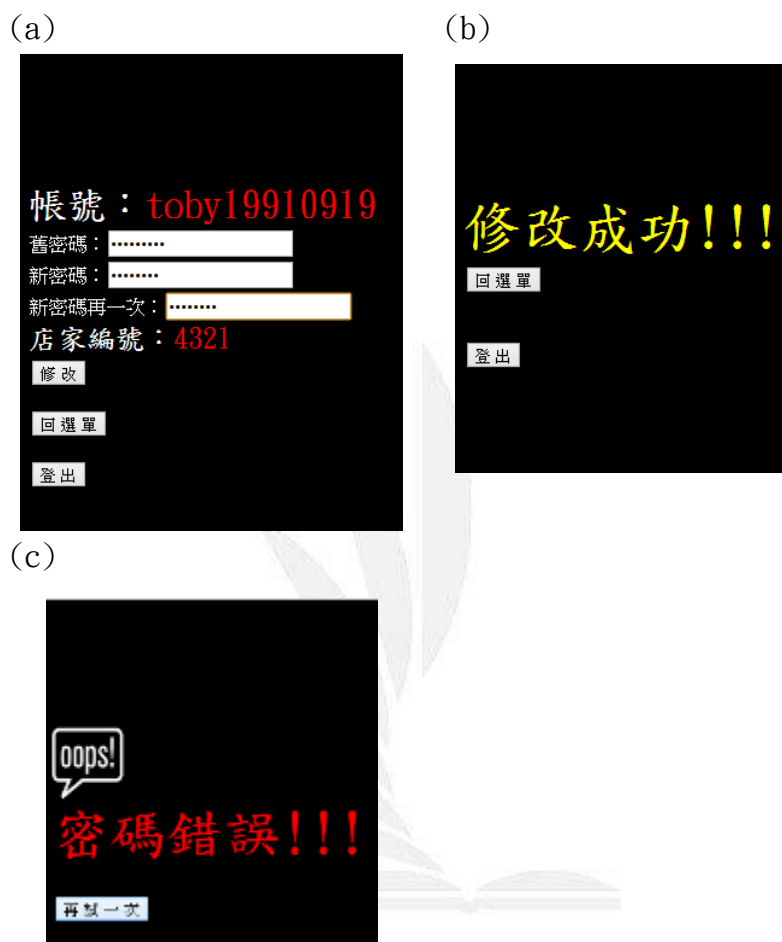 (a)
帳號：toby19910919
舊密碼：•••••••••
新密碼：••••••••
新密碼再一次：••••••••
店家編號：4321
修改
回選單
登出
(b)
修改成功!!!
回選單
登出
(c)
oops!
密碼錯誤!!!
再試一次